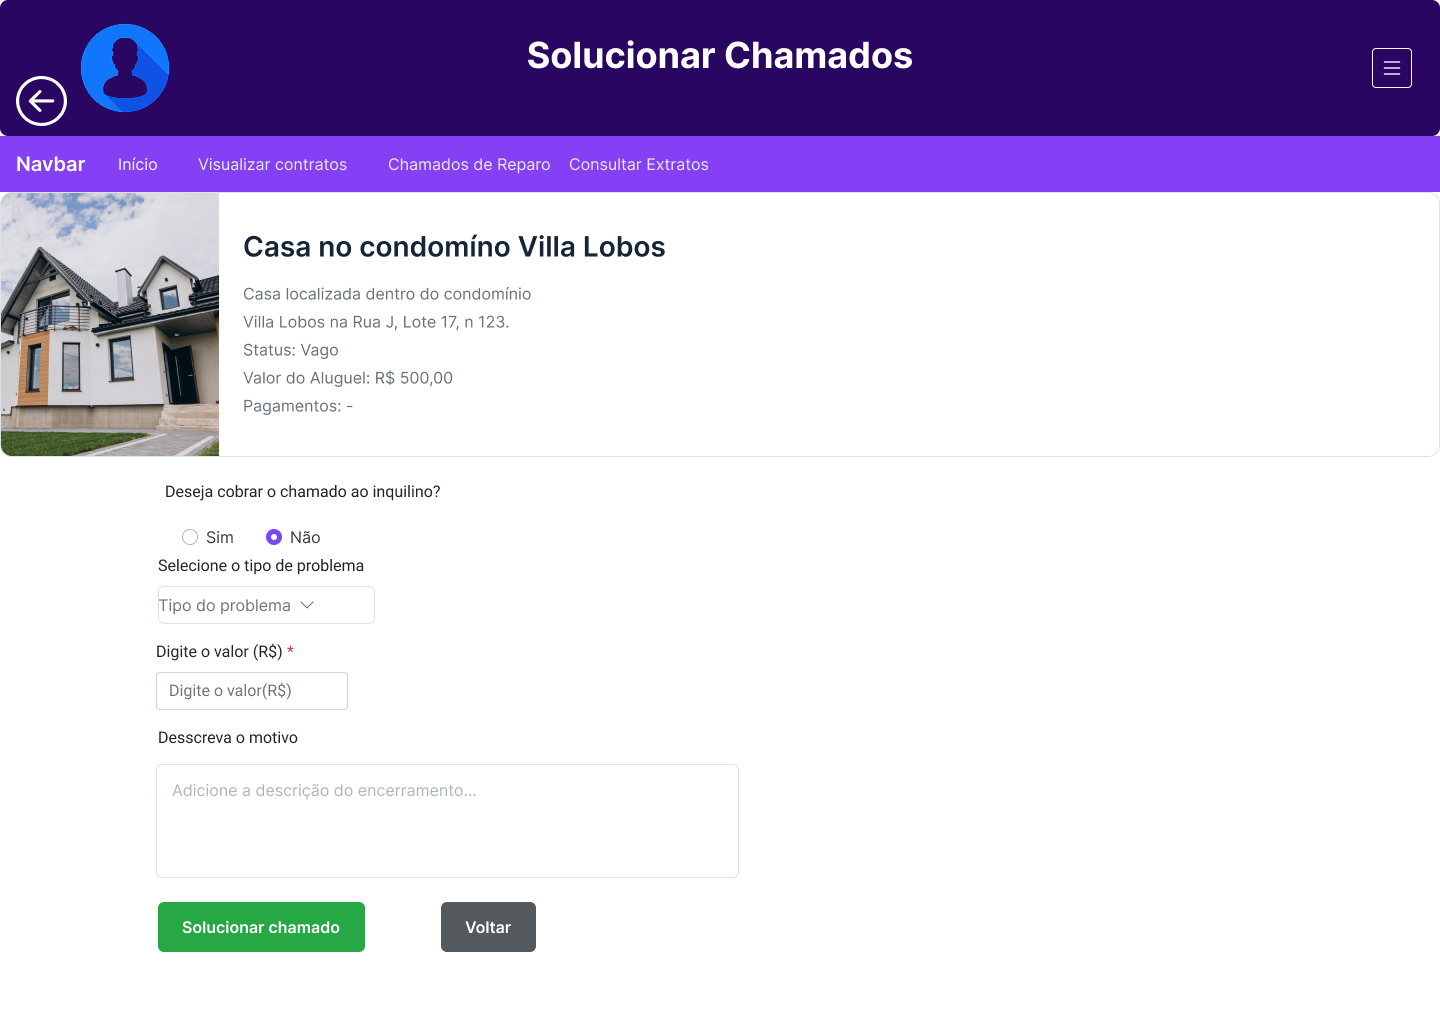 Solucionar Chamados
Navbar Início Visualizar contratos Chamados de Reparo Consultar Extratos
Casa no condomíno Villa Lobos
Casa localizada dentro do condomínio
Villa Lobos na Rua J, Lote 17, n 123.
Status: Vago
Valor do Aluguel: R$ 500,00
Pagamentos: -
Deseja cobrar o chamado ao inquilino?
Sim Não
Selecione o tipo de problema
Tipo do problema
Digite o valor (R$) *
Digite o valor(R$)
Desscreva o motivo
Adicione a descrição do encerramento...
Solucionar chamado Voltar